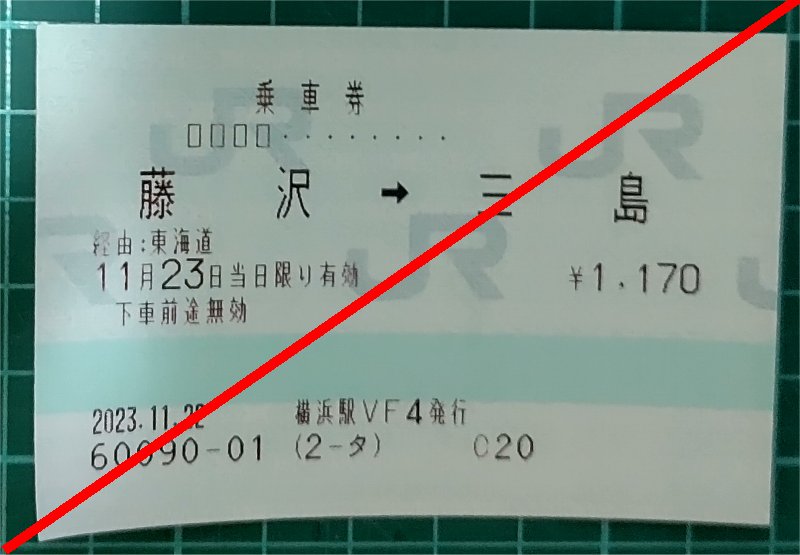 乗車券
□□□□・・・・・・・・
藤沢 → 三島
経由:東海道
11月23日当日限り有効 ¥1,170
下車前途無効
2023.11.22 横浜駅VF4発行
60090-01 (2-タ) C20